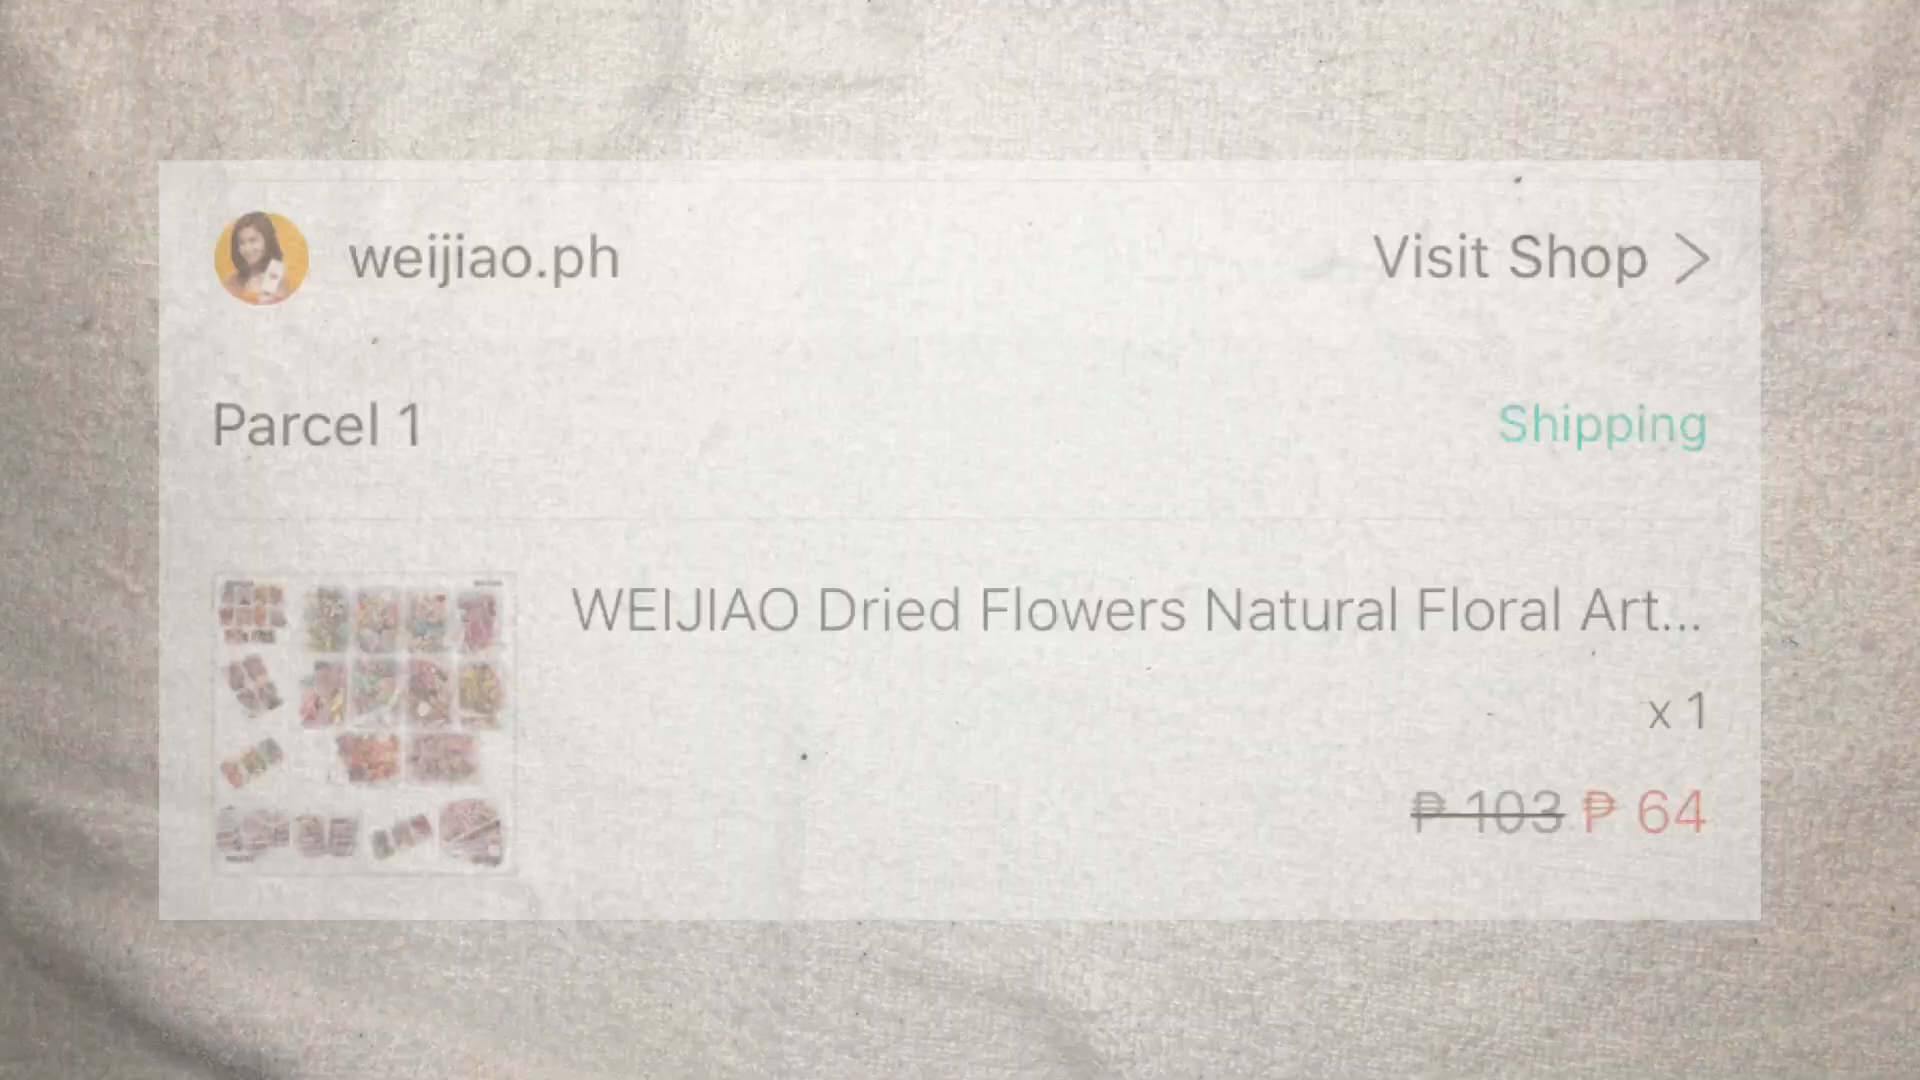 weijiao.ph
Visit Shop >
Parcel 1
Shipping
WEIJIAO Dried Flowers Natural Floral Art...
x 1
₱ 103 ₱ 64